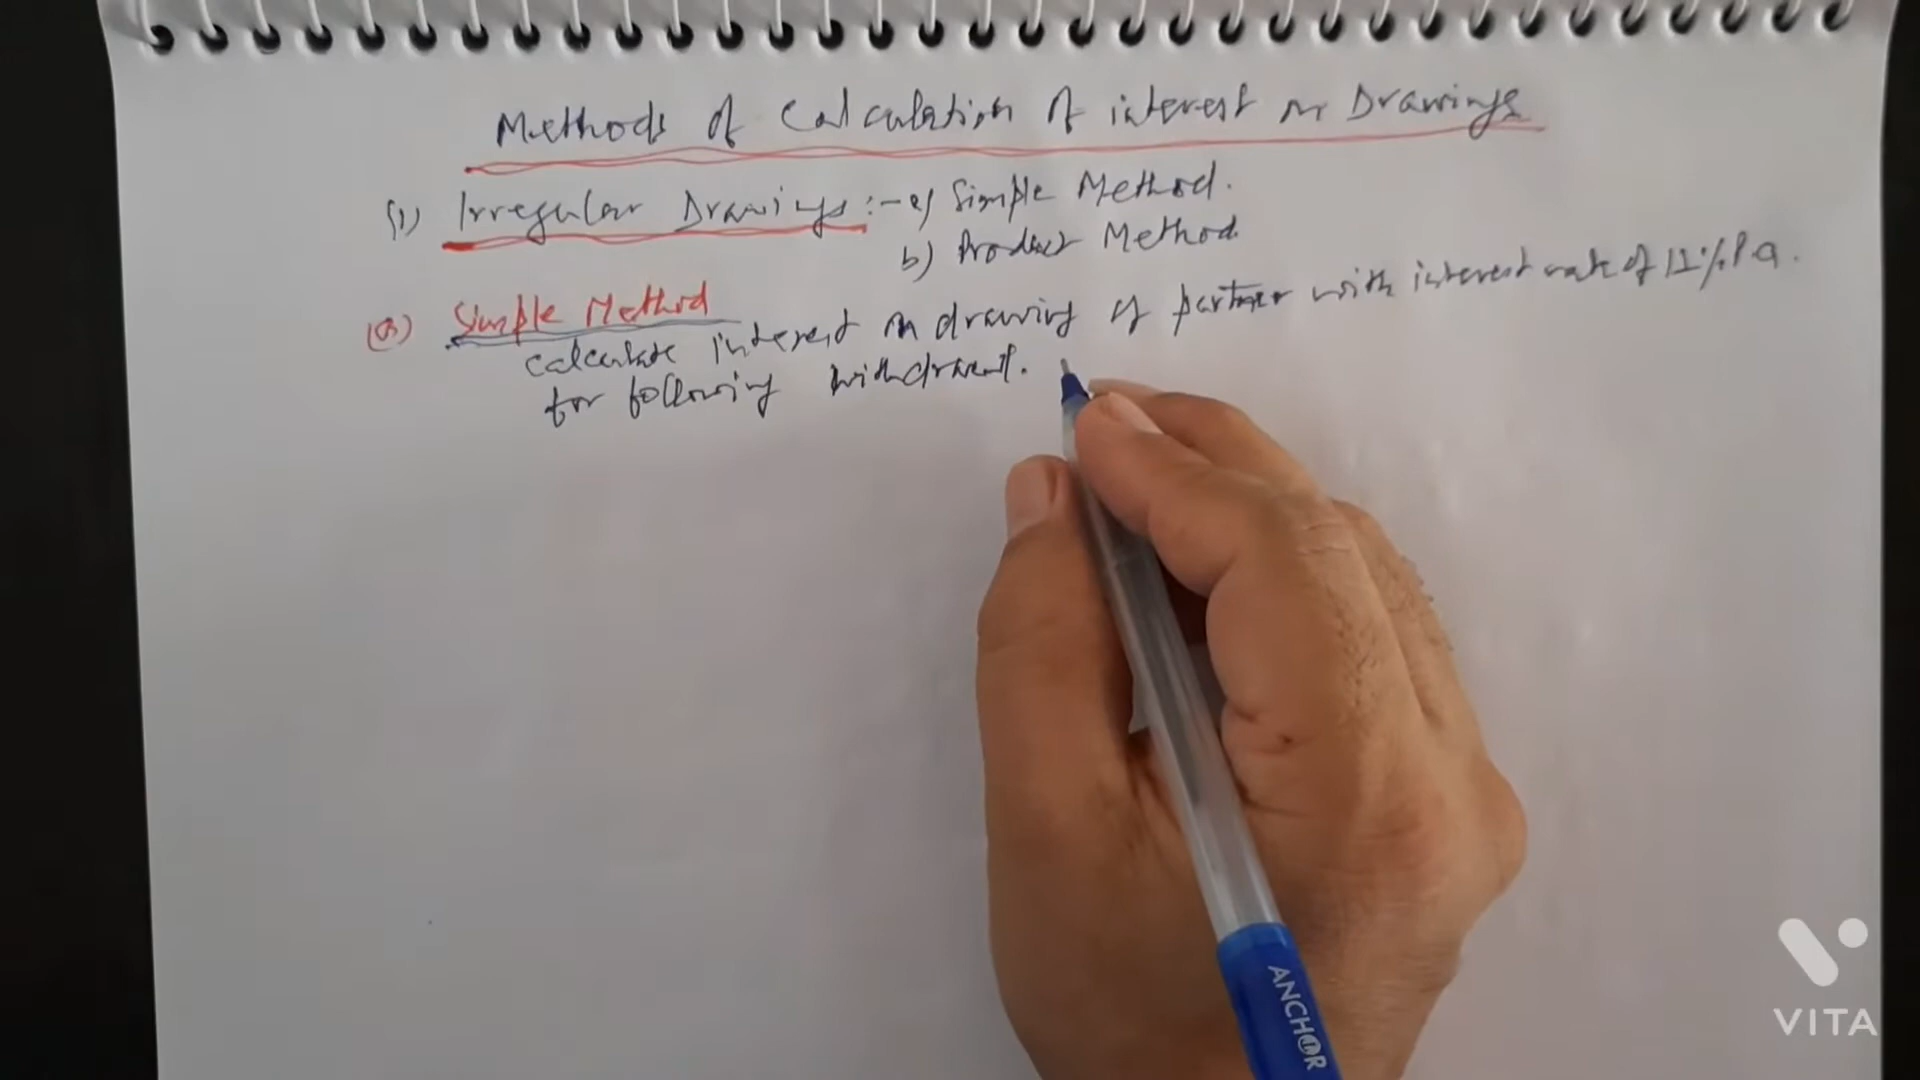 Methods of Calculation of interest on Drawings
(1) Irregular Drawings :- a) Simple Method.
b) Product Method
(a) Simple Method
calculate interest on drawing of partner with interest rate of 12% P.a.
for following withdrawal.
ANCHOR
VITA